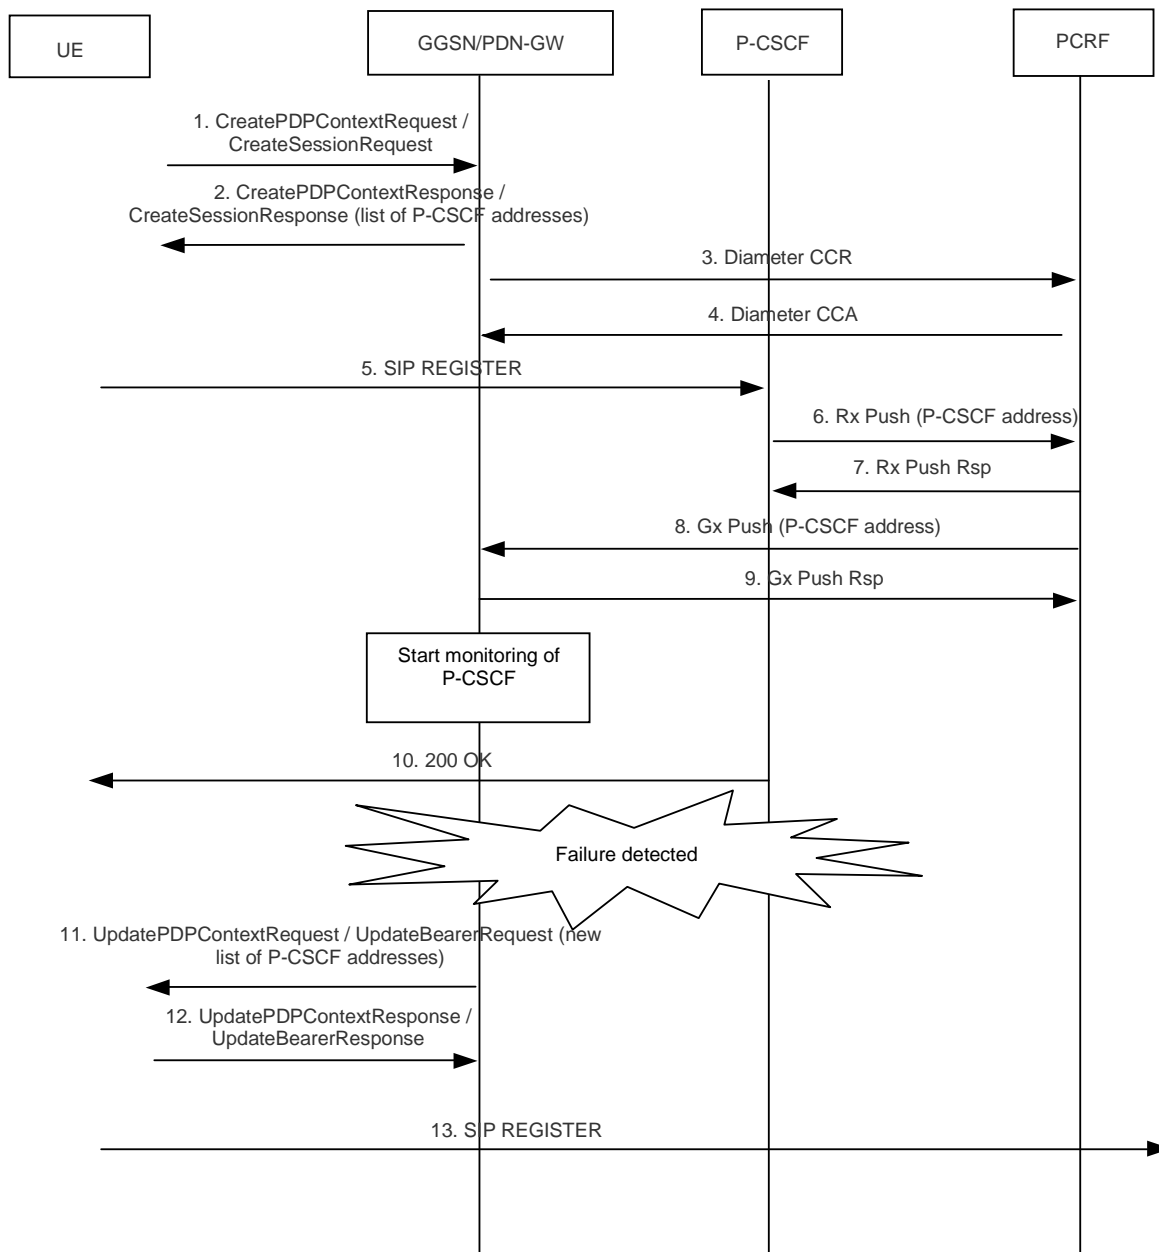 UE
GGSN/PDN-GW
P-CSCF
PCRF
1. CreatePDPContextRequest /
CreateSessionRequest
2. CreatePDPContextResponse /
CreateSessionResponse (list of P-CSCF addresses)
3. Diameter CCR
4. Diameter CCA
5. SIP REGISTER
6. Rx Push (P-CSCF address)
7. Rx Push Rsp
8. Gx Push (P-CSCF address)
9. Gx Push Rsp
Start monitoring of
P-CSCF
10. 200 OK
Failure detected
11. UpdatePDPContextRequest / UpdateBearerRequest (new
list of P-CSCF addresses)
12. UpdatePDPContextResponse /
UpdateBearerResponse
13. SIP REGISTER